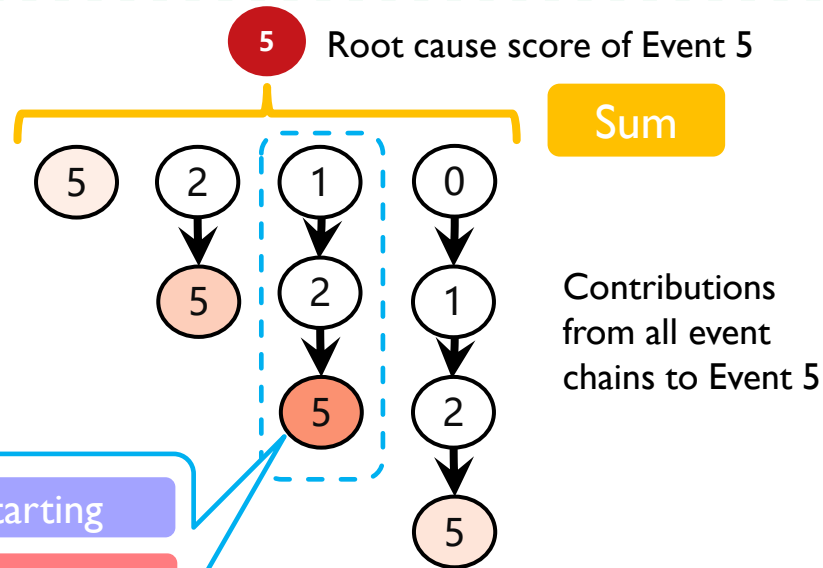 5
Root cause score of Event 5
Sum
5 2 1 0
5 2 1
Contributions
from all event
chains to Event 5
5 2
5